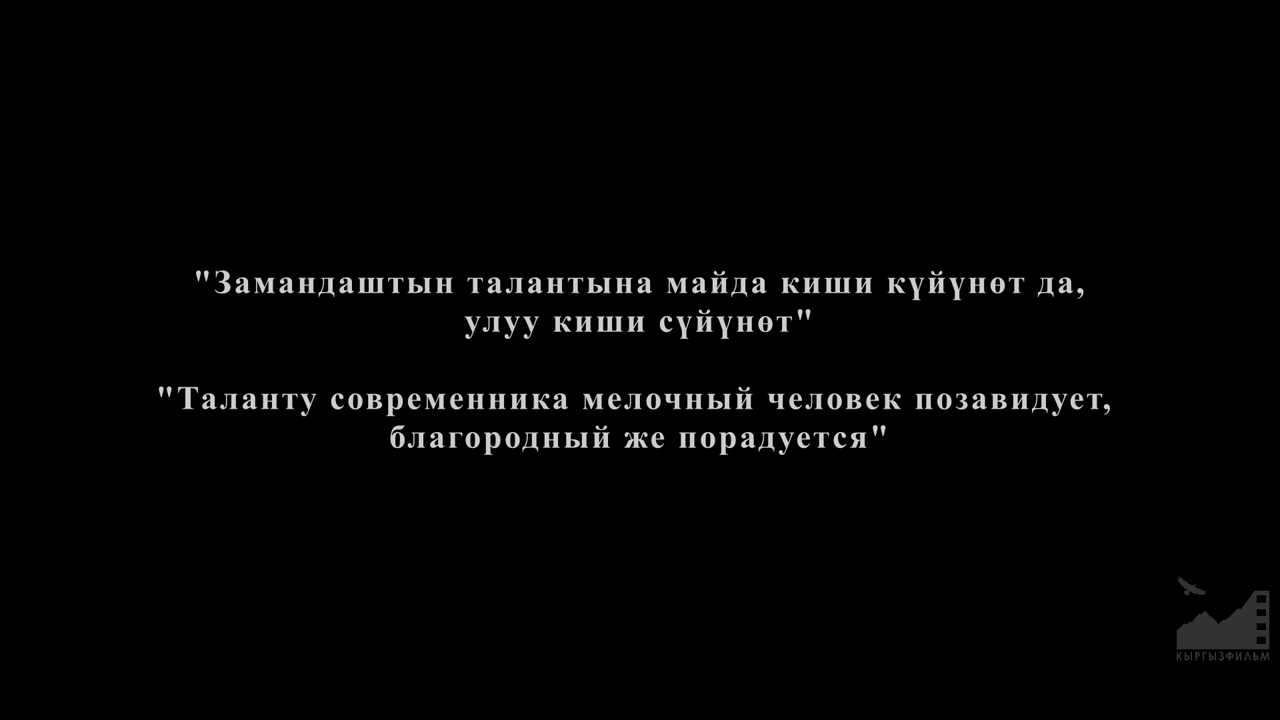 "Замандаштын талантына майда киши күйүнөт да,
улуу киши сүйүнөт"
"Таланту современника мелочный человек позавидует,
благородный же порадуется"
КЫРГЫЗФИЛЬМ